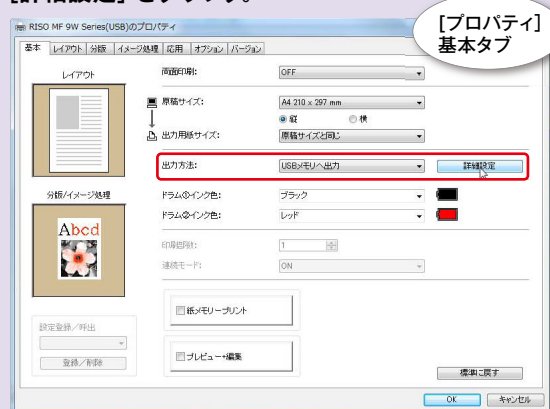 [詳細設定]をクリック。
RISO MF 9W Series(USB)のプロパティ
[プロパティ]
基本タブ
基本 レイアウト 分版 イメージ処理 応用 オプション バージョン
レイアウト
両面印刷: OFF
原稿サイズ: A4 210 x 297 mm
縦 横
出力用紙サイズ: 原稿サイズと同じ
出力方法: USBメモリへ出力 詳細設定
分版/イメージ処理
ドラム①インク色: ブラック
ドラム②インク色: レッド
Abcd
印刷部数: 1
連続モード: ON
紙/メモリープリント
設定登録/呼出
プレビュー+編集
登録/削除
標準に戻す
OK キャンセル